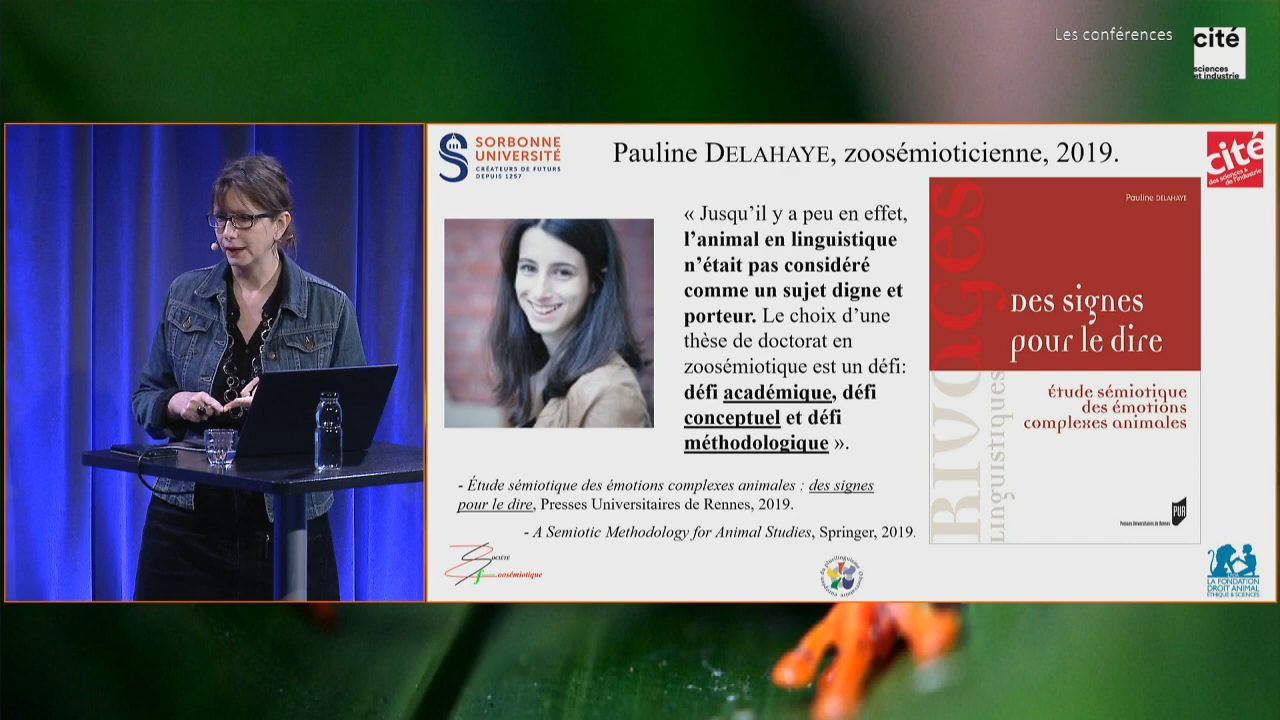 Les conférences
cité
sciences
et industrie
SORBONNE
UNIVERSITÉ
CRÉATEURS DE FUTURS
DEPUIS 1257
Pauline DELAHAYE, zoosémioticienne, 2019.
cité
des sciences &
de l'industrie
« Jusqu’il y a peu en effet,
l’animal en linguistique
n’était pas considéré
comme un sujet digne et
porteur. Le choix d’une
thèse de doctorat en
zoosémiotique est un défi:
défi académique, défi
conceptuel et défi
méthodologique ».
Pauline DELAHAYE
Rivages
Linguistiques
Des signes
pour le dire
étude sémiotique
des émotions
complexes animales
Presses Universitaires de Rennes
PUR
- Étude sémiotique des émotions complexes animales : des signes
pour le dire, Presses Universitaires de Rennes, 2019.
- A Semiotic Methodology for Animal Studies, Springer, 2019.
SOCIÉTÉ
oosémiotique
LA FONDATION
DROIT ANIMAL
ÉTHIQUE & SCIENCES